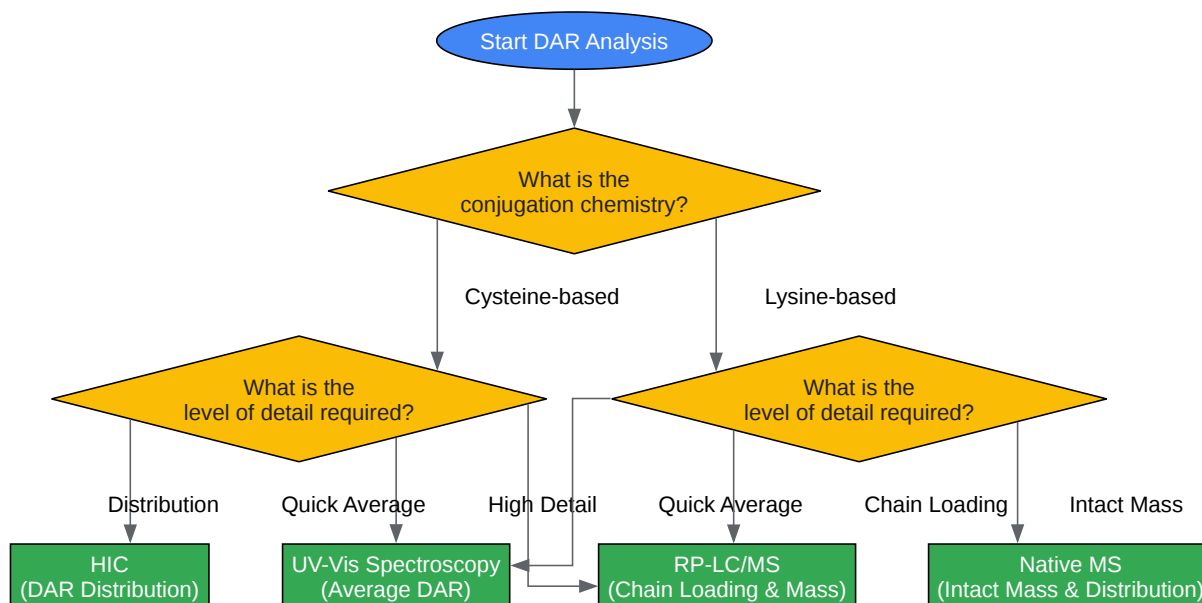 Start DAR Analysis
What is the
conjugation chemistry?
Cysteine-based
Lysine-based
What is the
level of detail required?
What is the
level of detail required?
Distribution
Quick Average
High Detail
Quick Average
Chain Loading
Intact Mass
HIC
(DAR Distribution)
UV-Vis Spectroscopy
(Average DAR)
RP-LC/MS
(Chain Loading & Mass)
Native MS
(Intact Mass & Distribution)